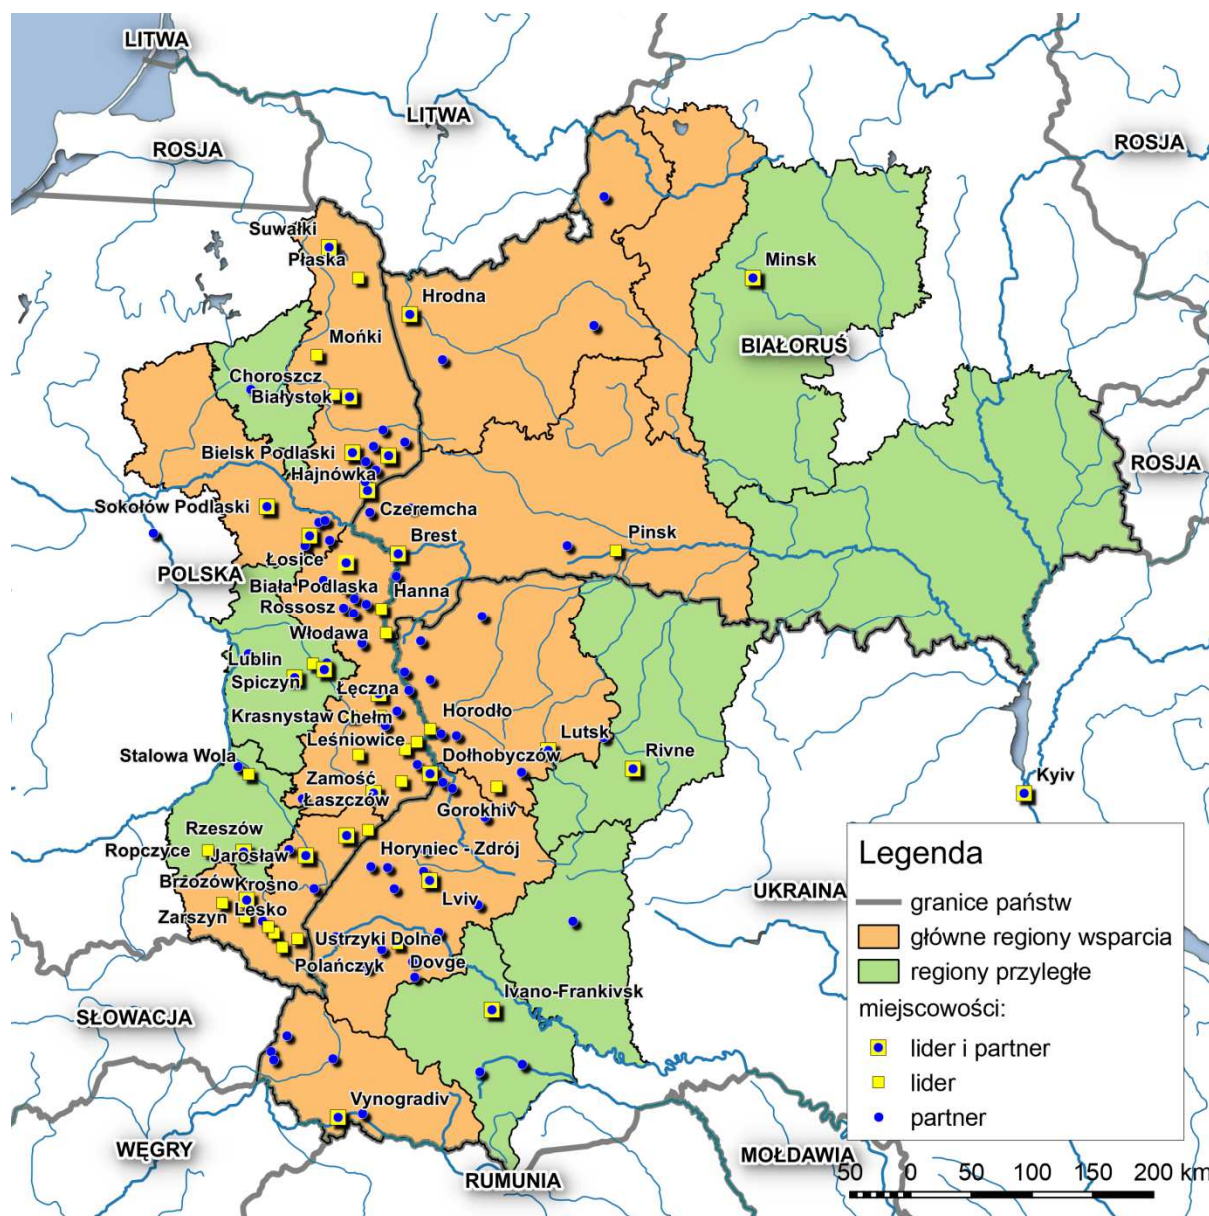 LITWA
LITWA
ROSJA
ROSJA
Suwałki
Płaska
Minsk
Hrodna
Mońki
BIAŁORUŚ
Choroszcz
Białystok
Bielsk Podlaski
ROSJA
Hajnówka
Sokołów Podlaski
Czeremcha
Brest
Pinsk
Łosice
POLSKA
Biała Podlaska
Hanna
Rossosz
Włodawa
Lublin
Spiczyn
Łęczna
Krasnystaw
Chełm
Horodło
Leśniowice
Lutsk
Stalowa Wola
Dołhobyczów
Rivne
Zamość
Kyiv
Łaszczów
Gorokhiv
Rzeszów
Ropczyce
Jarosław
Horyniec - Zdrój
Brzozów
Krosno
Lviv
UKRAINA
Zarszyn
Lesko
Ustrzyki Dolne
Polańczyk
Dovge
Ivano-Frankivsk
SŁOWACJA
Vynogradiv
WĘGRY
RUMUNIA
MOŁDAWIA
Legenda
granice państw
główne regiony wsparcia
regiony przyległe
miejscowości:
lider i partner
lider
partner
50 0 50 100 150 200 km